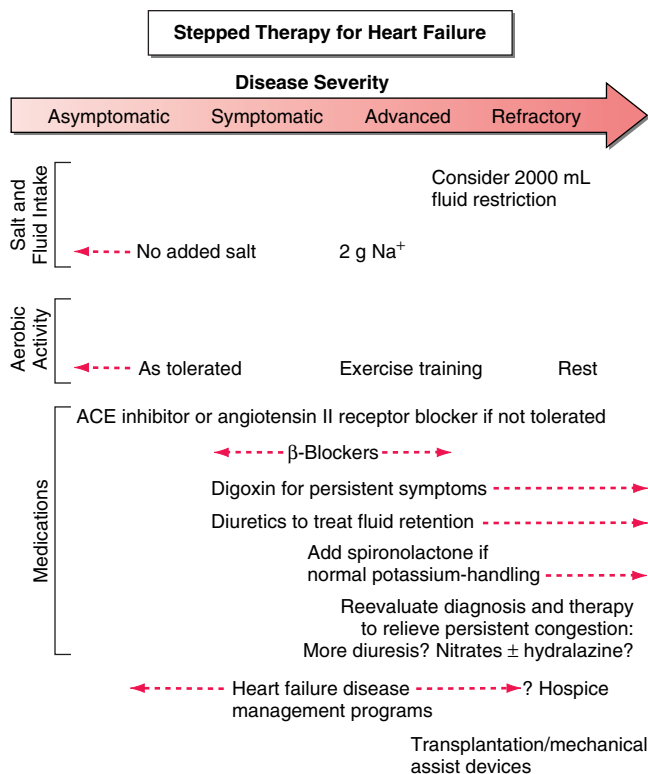 Stepped Therapy for Heart Failure
Disease Severity
Asymptomatic Symptomatic Advanced Refractory
Salt and
Fluid Intake
Consider 2000 mL
fluid restriction
No added salt 2 g Na⁺
Aerobic
Activity
As tolerated Exercise training Rest
Medications
ACE inhibitor or angiotensin II receptor blocker if not tolerated
β-Blockers
Digoxin for persistent symptoms
Diuretics to treat fluid retention
Add spironolactone if
normal potassium-handling
Reevaluate diagnosis and therapy
to relieve persistent congestion:
More diuresis? Nitrates ± hydralazine?
Heart failure disease
management programs
? Hospice
Transplantation/mechanical
assist devices